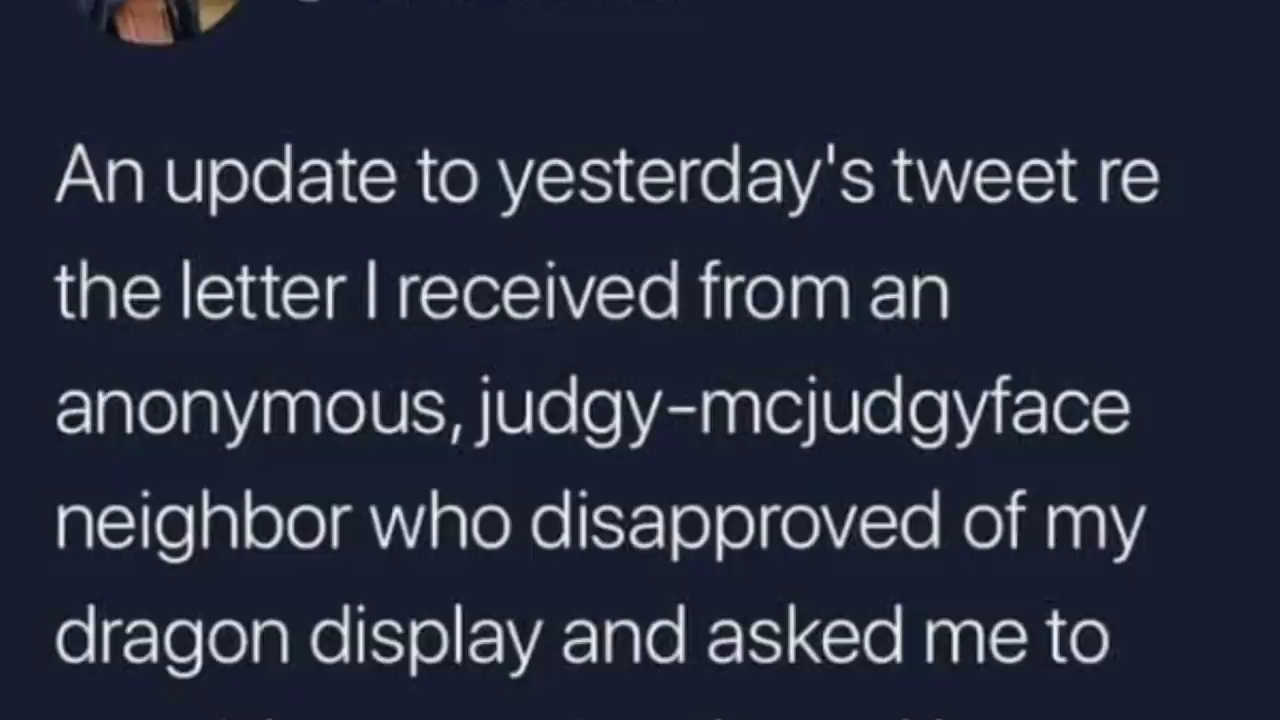 An update to yesterday's tweet re
the letter I received from an
anonymous, judgy-mcjudgyface
neighbor who disapproved of my
dragon display and asked me to